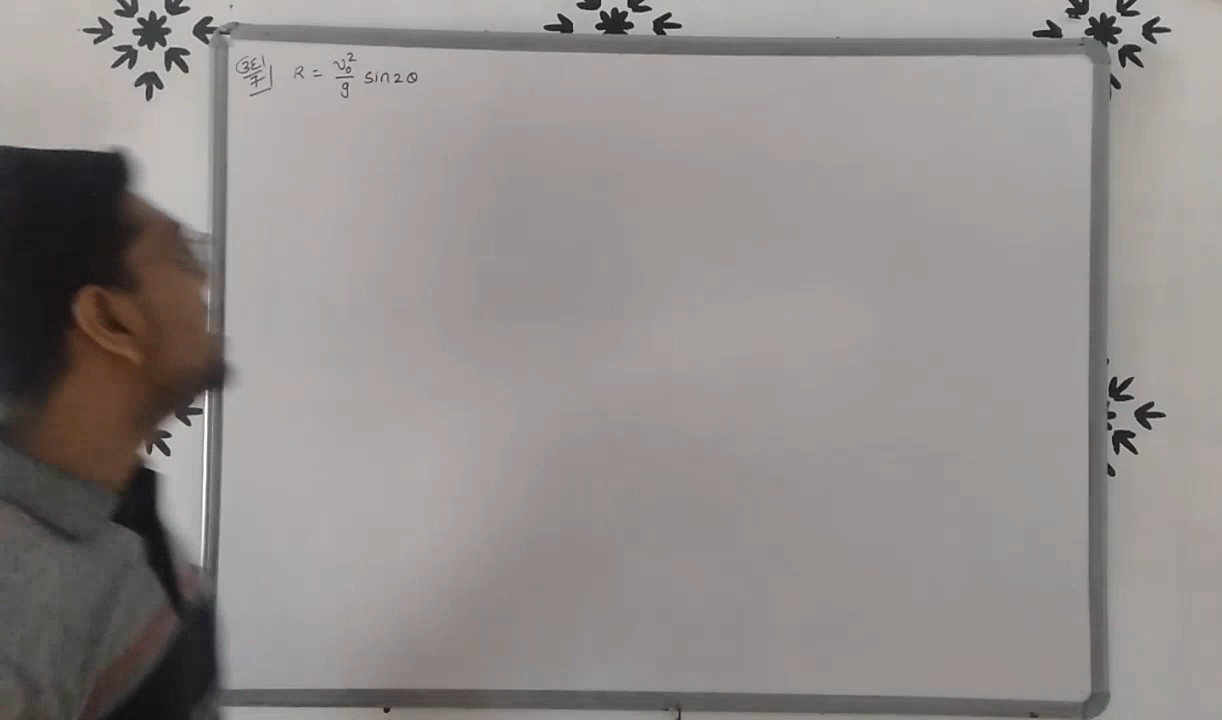 R = v₀²/g sin2θ